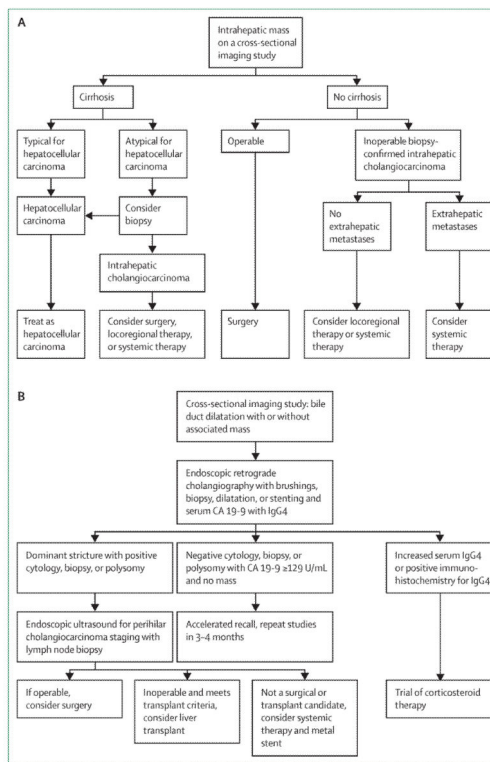 A
Intrahepatic mass
on a cross-sectional
imaging study
Cirrhosis
No cirrhosis
Typical for
hepatocellular
carcinoma
Atypical for
hepatocellular
carcinoma
Operable
Inoperable biopsy-
confirmed intrahepatic
cholangiocarcinoma
Hepatocellular
carcinoma
Consider
biopsy
No
extrahepatic
metastases
Extrahepatic
metastases
Intrahepatic
cholangiocarcinoma
Treat as
hepatocellular
carcinoma
Consider surgery,
locoregional therapy,
or systemic therapy
Surgery
Consider locoregional
therapy or systemic
therapy
Consider
systemic
therapy
B
Cross-sectional imaging study: bile
duct dilatation with or without
associated mass
Endoscopic retrograde
cholangiography with brushings,
biopsy, dilatation, or stenting and
serum CA 19-9 with IgG4
Dominant stricture with positive
cytology, biopsy, or polysomy
Negative cytology, biopsy, or
polysomy with CA 19-9 ≥129 U/mL
and no mass
Increased serum IgG4
or positive immuno-
histochemistry for IgG4
Endoscopic ultrasound for perihilar
cholangiocarcinoma staging with
lymph node biopsy
Accelerated recall, repeat studies
in 3–4 months
If operable,
consider surgery
Inoperable and meets
transplant criteria,
consider liver
transplant
Not a surgical or
transplant candidate,
consider systemic
therapy and metal
stent
Trial of corticosteroid
therapy